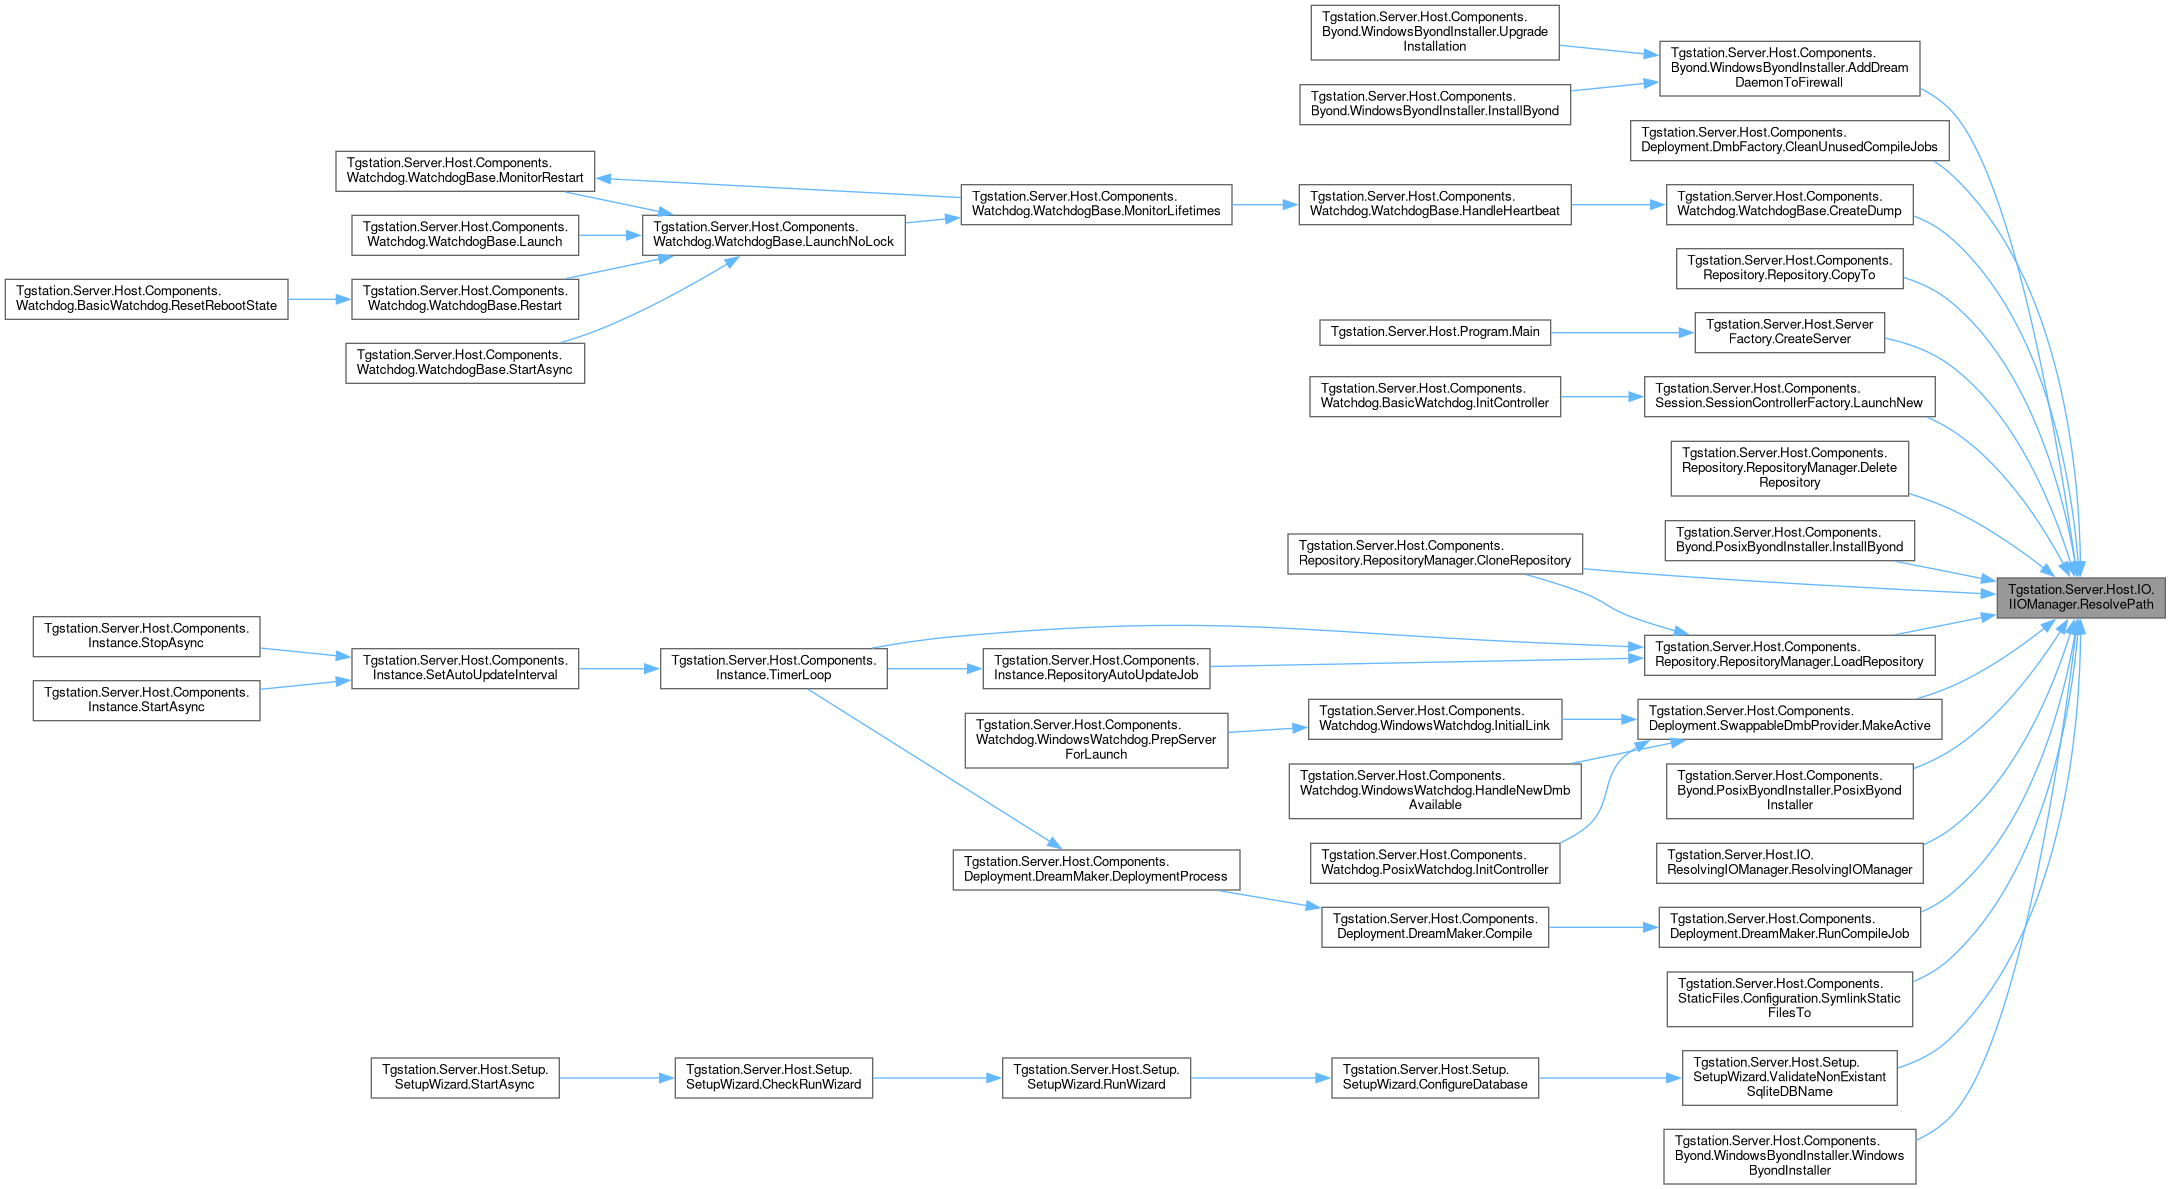 Tgstation.Server.Host.Components.
Byond.WindowsByondInstaller.Upgrade
Installation
Tgstation.Server.Host.Components.
Byond.WindowsByondInstaller.AddDream
DaemonToFirewall
Tgstation.Server.Host.Components.
Byond.WindowsByondInstaller.InstallByond
Tgstation.Server.Host.Components.
Deployment.DmbFactory.CleanUnusedCompileJobs
Tgstation.Server.Host.Components.
Watchdog.WatchdogBase.MonitorRestart
Tgstation.Server.Host.Components.
Watchdog.WatchdogBase.MonitorLifetimes
Tgstation.Server.Host.Components.
Watchdog.WatchdogBase.HandleHeartbeat
Tgstation.Server.Host.Components.
Watchdog.WatchdogBase.CreateDump
Tgstation.Server.Host.Components.
Watchdog.WatchdogBase.Launch
Tgstation.Server.Host.Components.
Watchdog.WatchdogBase.LaunchNoLock
Tgstation.Server.Host.Components.
Repository.Repository.CopyTo
Tgstation.Server.Host.Components.
Watchdog.BasicWatchdog.ResetRebootState
Tgstation.Server.Host.Components.
Watchdog.WatchdogBase.Restart
Tgstation.Server.Host.Program.Main
Tgstation.Server.Host.Server
Factory.CreateServer
Tgstation.Server.Host.Components.
Watchdog.WatchdogBase.StartAsync
Tgstation.Server.Host.Components.
Watchdog.BasicWatchdog.InitController
Tgstation.Server.Host.Components.
Session.SessionControllerFactory.LaunchNew
Tgstation.Server.Host.Components.
Repository.RepositoryManager.Delete
Repository
Tgstation.Server.Host.Components.
Byond.PosixByondInstaller.InstallByond
Tgstation.Server.Host.Components.
Repository.RepositoryManager.CloneRepository
Tgstation.Server.Host.IO.
IIOManager.ResolvePath
Tgstation.Server.Host.Components.
Instance.StopAsync
Tgstation.Server.Host.Components.
Instance.SetAutoUpdateInterval
Tgstation.Server.Host.Components.
Instance.TimerLoop
Tgstation.Server.Host.Components.
Instance.RepositoryAutoUpdateJob
Tgstation.Server.Host.Components.
Repository.RepositoryManager.LoadRepository
Tgstation.Server.Host.Components.
Instance.StartAsync
Tgstation.Server.Host.Components.
Watchdog.WindowsWatchdog.PrepServer
ForLaunch
Tgstation.Server.Host.Components.
Watchdog.WindowsWatchdog.InitialLink
Tgstation.Server.Host.Components.
Deployment.SwappableDmbProvider.MakeActive
Tgstation.Server.Host.Components.
Watchdog.WindowsWatchdog.HandleNewDmb
Available
Tgstation.Server.Host.Components.
Byond.PosixByondInstaller.PosixByond
Installer
Tgstation.Server.Host.Components.
Watchdog.PosixWatchdog.InitController
Tgstation.Server.Host.IO.
ResolvingIOManager.ResolvingIOManager
Tgstation.Server.Host.Components.
Deployment.DreamMaker.DeploymentProcess
Tgstation.Server.Host.Components.
Deployment.DreamMaker.Compile
Tgstation.Server.Host.Components.
Deployment.DreamMaker.RunCompileJob
Tgstation.Server.Host.Components.
StaticFiles.Configuration.SymlinkStatic
FilesTo
Tgstation.Server.Host.Setup.
SetupWizard.StartAsync
Tgstation.Server.Host.Setup.
SetupWizard.CheckRunWizard
Tgstation.Server.Host.Setup.
SetupWizard.RunWizard
Tgstation.Server.Host.Setup.
SetupWizard.ConfigureDatabase
Tgstation.Server.Host.Setup.
SetupWizard.ValidateNonExistant
SqliteDBName
Tgstation.Server.Host.Components.
Byond.WindowsByondInstaller.Windows
ByondInstaller